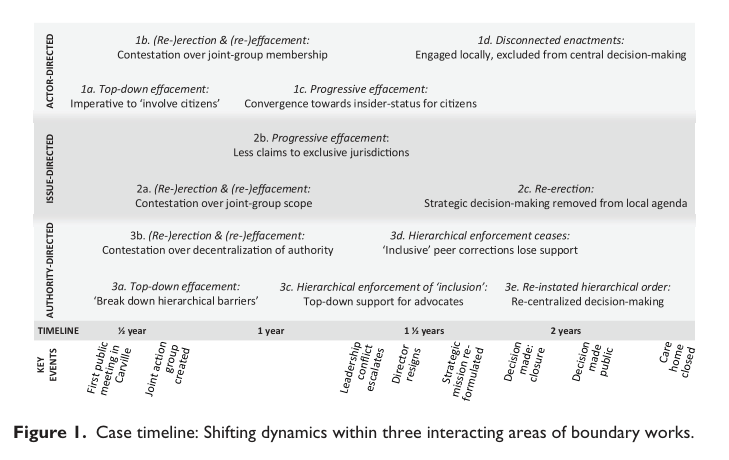 ACTOR-DIRECTED
1b. (Re-)erection & (re-)effacement:
Contestation over joint-group membership
1d. Disconnected enactments:
Engaged locally, excluded from central decision-making
1a. Top-down effacement:
Imperative to ‘involve citizens’
1c. Progressive effacement:
Convergence towards insider-status for citizens
ISSUE-DIRECTED
2b. Progressive effacement:
Less claims to exclusive jurisdictions
2a. (Re-)erection & (re-)effacement:
Contestation over joint-group scope
2c. Re-erection:
Strategic decision-making removed from local agenda
AUTHORITY-DIRECTED
3b. (Re-)erection & (re-)effacement:
Contestation over decentralization of authority
3d. Hierarchical enforcement ceases:
‘Inclusive’ peer corrections lose support
3a. Top-down effacement:
‘Break down hierarchical barriers’
3c. Hierarchical enforcement of ‘inclusion’:
Top-down support for advocates
3e. Re-instated hierarchical order:
Re-centralized decision-making
TIMELINE
½ year
1 year
1 ½ years
2 years
KEY
EVENTS
First public
meeting in
Carville
Joint action
group
created
Leadership
conflict
escalates
Director
resigns
Strategic
mission re-
formulated
Decision
made:
closure
Decision
made
public
Care
home
closed
Figure 1. Case timeline: Shifting dynamics within three interacting areas of boundary works.